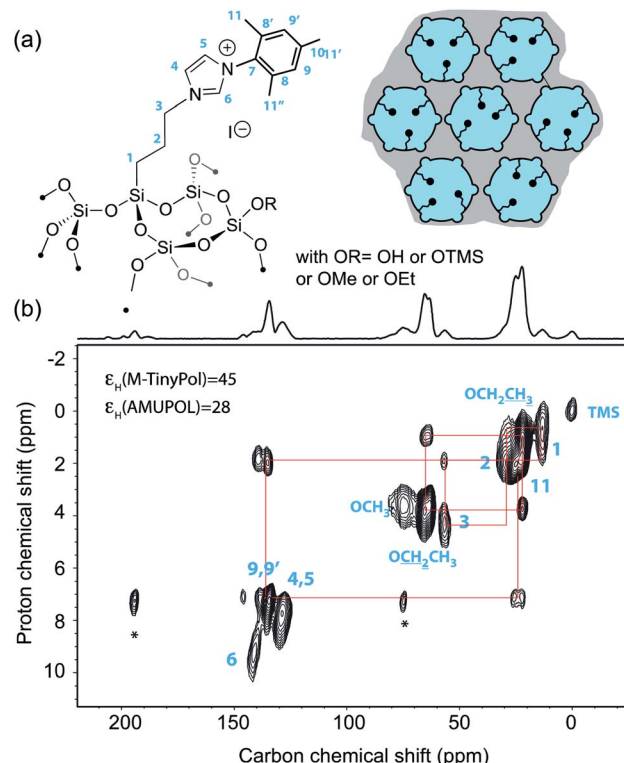 (a)
11
8′
9′
5
7
10
11′
4
N
N
8
9
6
11″
3
I⊖
2
1
O
Si
Si
O
OR
Si
O
O
O
O
Si
O
O
O
O
O
with OR= OH or OTMS
or OMe or OEt
(b)
εH(M-TinyPol)=45
εH(AMUPOL)=28
OCH2CH3
TMS
2
1
11
OCH3
3
OCH2CH3
9,9′
4,5
6
*
*
Proton chemical shift (ppm)
-2
0
2
4
6
8
10
200
150
100
50
0
Carbon chemical shift (ppm)